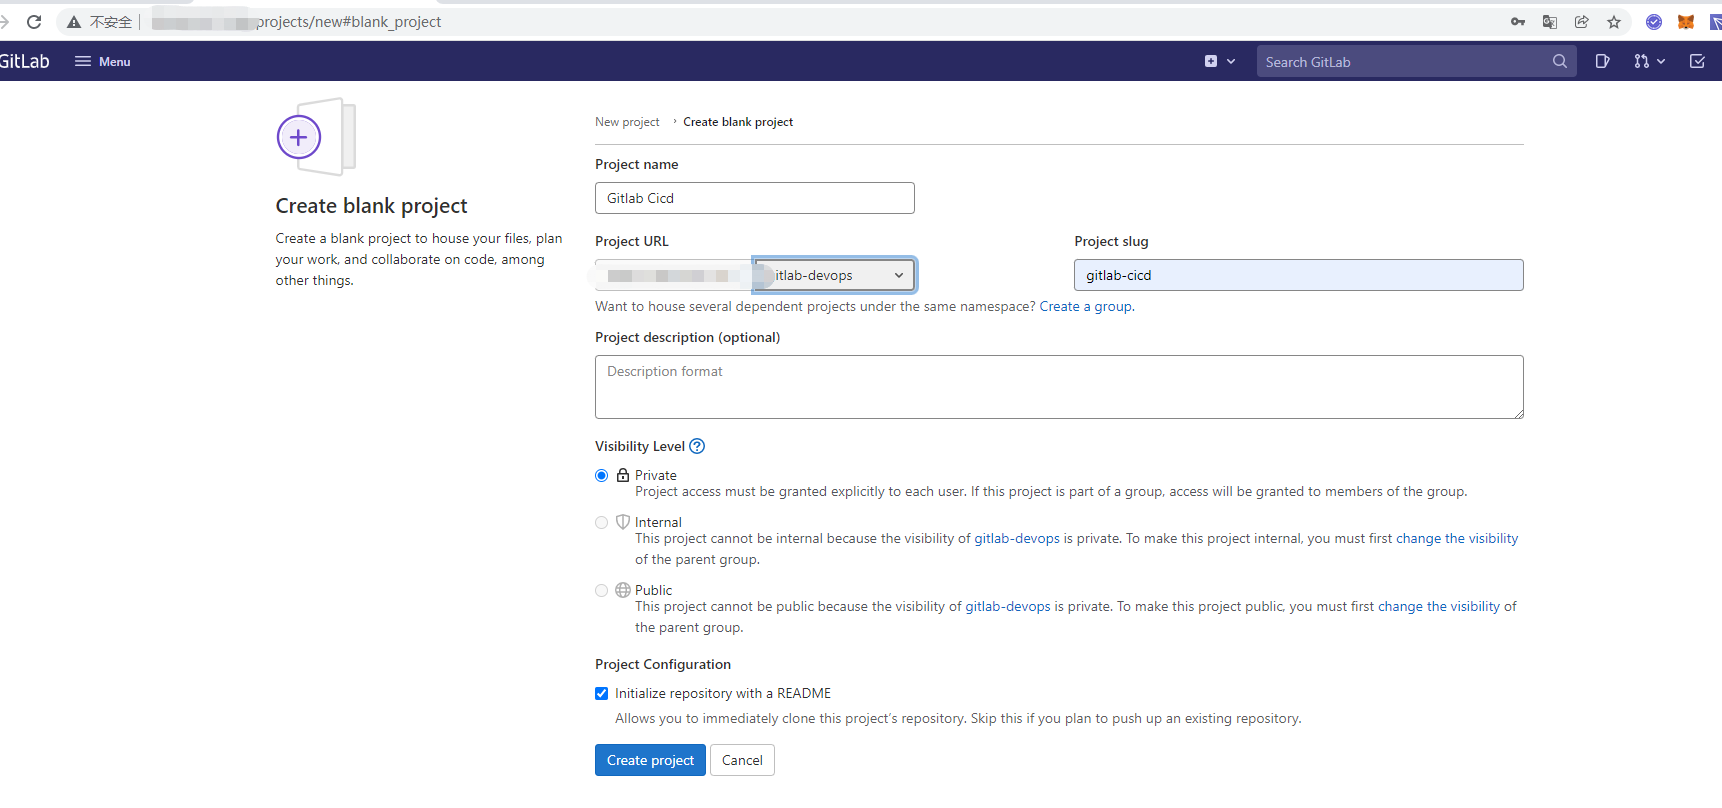 不安全 projects/new#blank_project
GitLab Menu Search GitLab
New project › Create blank project
Project name
Gitlab Cicd
Create blank project
Create a blank project to house your files, plan
your work, and collaborate on code, among
other things.
Project URL Project slug
itlab-devops gitlab-cicd
Want to house several dependent projects under the same namespace? Create a group.
Project description (optional)
Description format
Visibility Level
Private
Project access must be granted explicitly to each user. If this project is part of a group, access will be granted to members of the group.
Internal
This project cannot be internal because the visibility of gitlab-devops is private. To make this project internal, you must first change the visibility
of the parent group.
Public
This project cannot be public because the visibility of gitlab-devops is private. To make this project public, you must first change the visibility of
the parent group.
Project Configuration
Initialize repository with a README
Allows you to immediately clone this project’s repository. Skip this if you plan to push up an existing repository.
Create project Cancel